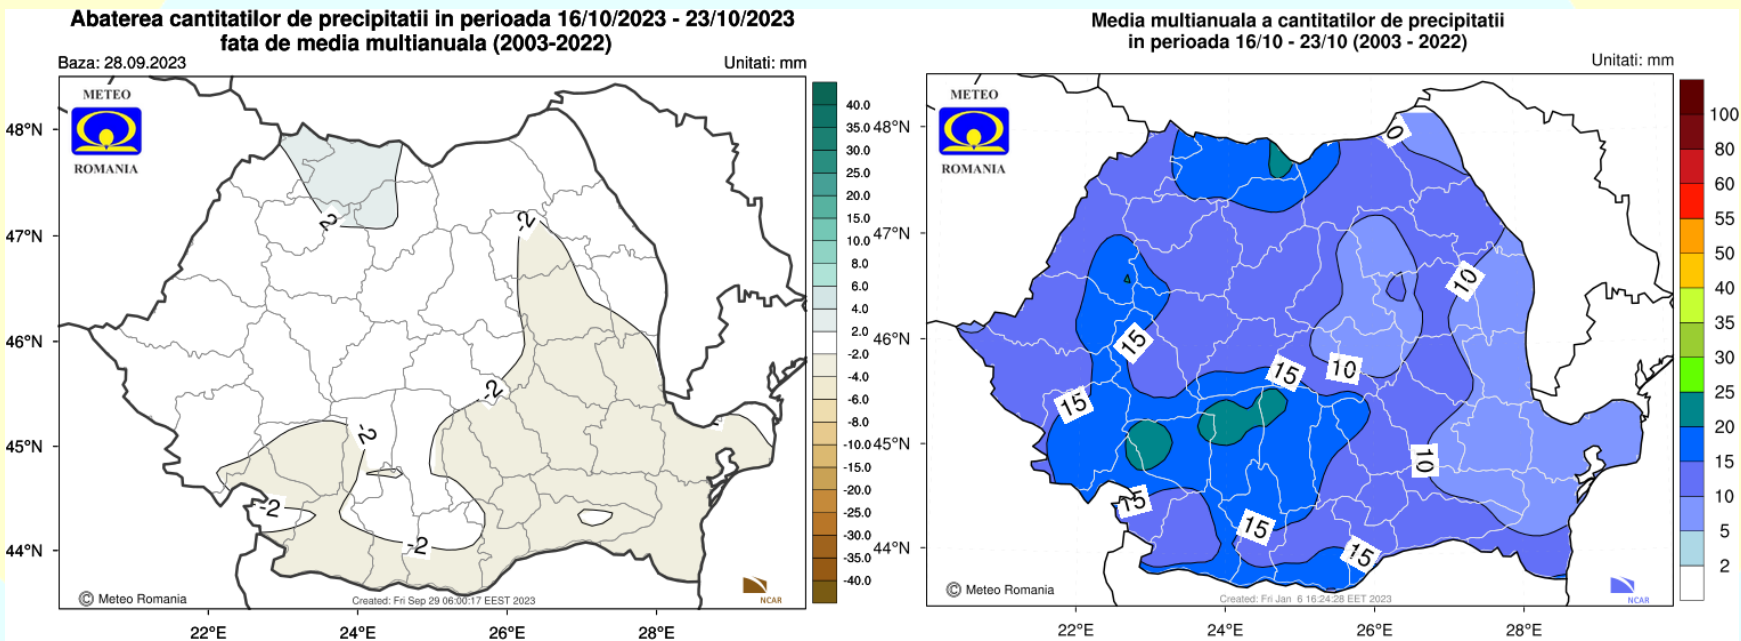 Abaterea cantitatilor de precipitatii in perioada 16/10/2023 - 23/10/2023
fata de media multianuala (2003-2022)
Baza: 28.09.2023
Unitati: mm
METEO
ROMANIA
48°N
47°N
46°N
45°N
44°N
2
-2
-2
-2
-2
-2
40.0
35.0
30.0
25.0
20.0
15.0
10.0
8.0
6.0
4.0
2.0
-2.0
-4.0
-6.0
-8.0
-10.0
-15.0
-20.0
-25.0
-30.0
-35.0
-40.0
© Meteo Romania
Created: Fri Sep 29 06:00:17 EEST 2023
NCAR
22°E
24°E
26°E
28°E
Media multianuala a cantitatilor de precipitatii
in perioada 16/10 - 23/10 (2003 - 2022)
Unitati: mm
METEO
ROMANIA
48°N
47°N
46°N
45°N
44°N
0
10
15
15
10
15
10
15
15
15
100
80
60
55
50
40
35
30
25
20
15
10
5
2
© Meteo Romania
Created: Fri Jan 6 16:24:28 EET 2023
NCAR
22°E
24°E
26°E
28°E